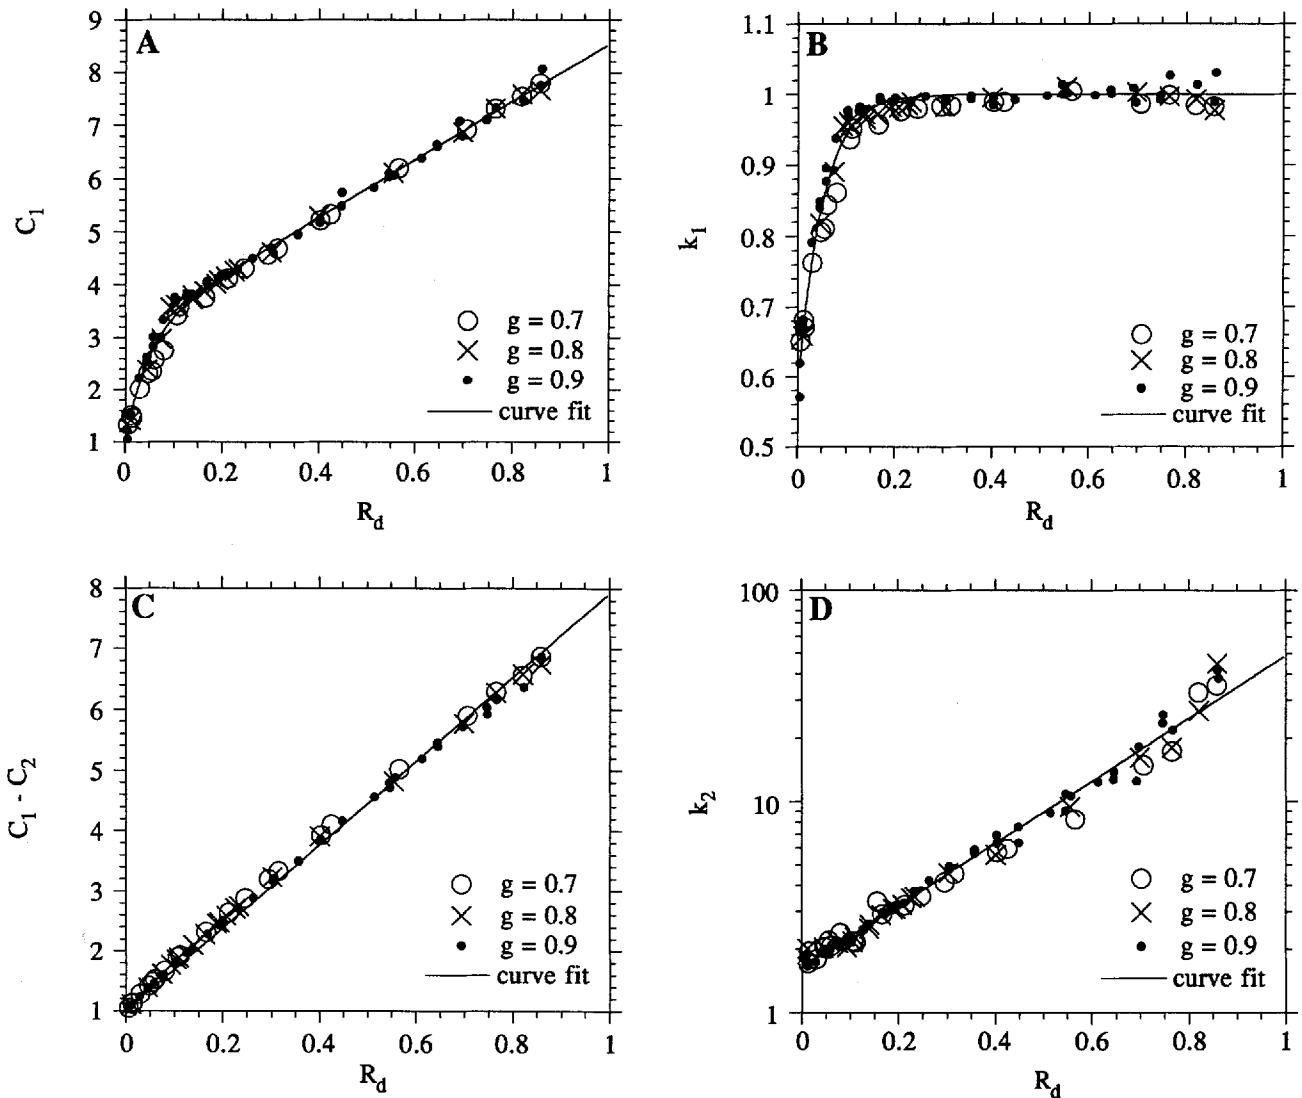 A
C1
9
8
7
6
5
4
3
2
1
0 0.2 0.4 0.6 0.8 1
Rd
g = 0.7
g = 0.8
g = 0.9
curve fit
B
k1
1.1
1
0.9
0.8
0.7
0.6
0.5
0 0.2 0.4 0.6 0.8 1
Rd
g = 0.7
g = 0.8
g = 0.9
curve fit
C
C1 - C2
8
7
6
5
4
3
2
1
0 0.2 0.4 0.6 0.8 1
Rd
g = 0.7
g = 0.8
g = 0.9
curve fit
D
k2
100
10
1
0 0.2 0.4 0.6 0.8 1
Rd
g = 0.7
g = 0.8
g = 0.9
curve fit